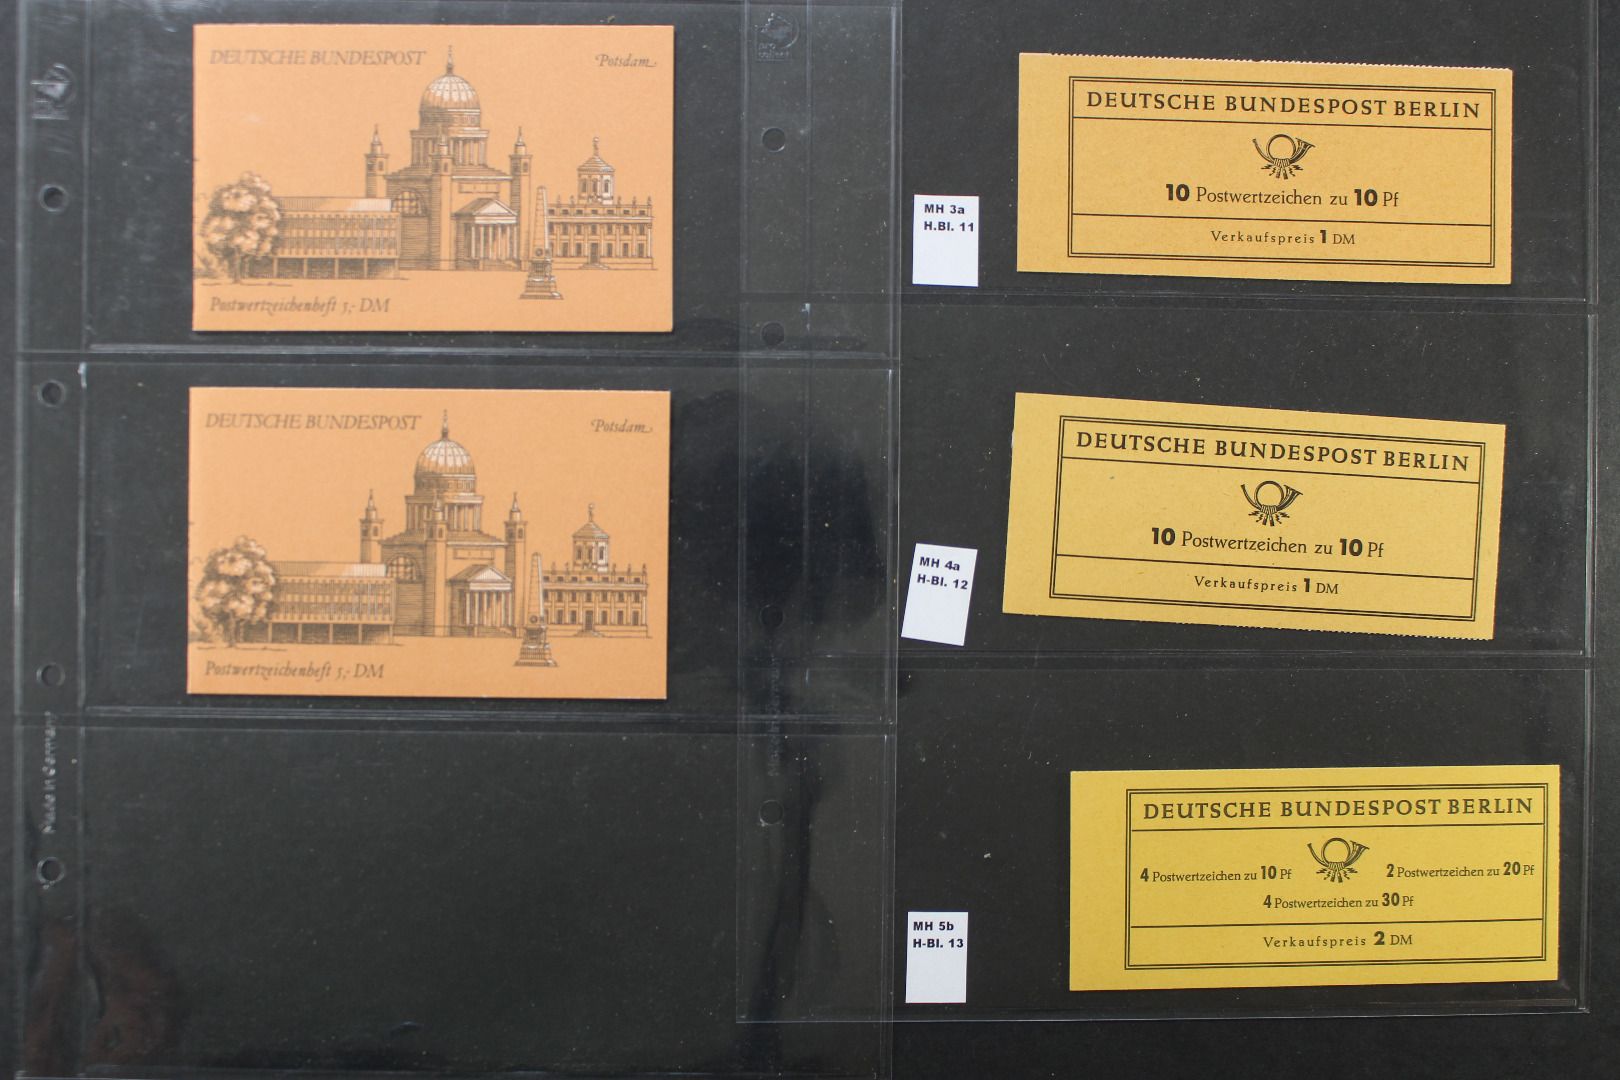 DEUTSCHE BUNDESPOST
Potsdam
Postwertzeichenheft 5,- DM
DEUTSCHE BUNDESPOST
Potsdam
Postwertzeichenheft 5,- DM
Made in Germany
MH 3a
H.Bl. 11
DEUTSCHE BUNDESPOST BERLIN
10 Postwertzeichen zu 10 Pf
Verkaufspreis 1 DM
MH 4a
H-Bl. 12
DEUTSCHE BUNDESPOST BERLIN
10 Postwertzeichen zu 10 Pf
Verkaufspreis 1 DM
MH 5b
H-Bl. 13
DEUTSCHE BUNDESPOST BERLIN
4 Postwertzeichen zu 10 Pf 2 Postwertzeichen zu 20 Pf
4 Postwertzeichen zu 30 Pf
Verkaufspreis 2 DM